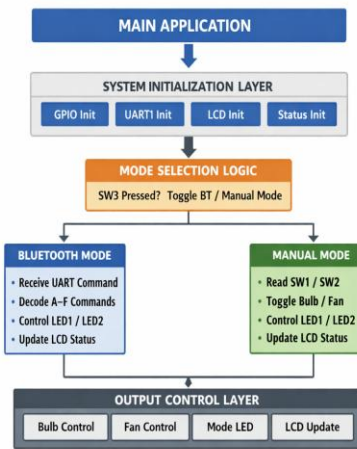 MAIN APPLICATION
SYSTEM INITIALIZATION LAYER
GPIO Init
UART1 Init
LCD Init
Status Init
MODE SELECTION LOGIC
SW3 Pressed? Toggle BT / Manual Mode
BLUETOOTH MODE
• Receive UART Command
• Decode A–F Commands
• Control LED1 / LED2
• Update LCD Status
MANUAL MODE
• Read SW1 / SW2
• Toggle Bulb / Fan
• Control LED1 / LED2
• Update LCD Status
OUTPUT CONTROL LAYER
Bulb Control
Fan Control
Mode LED
LCD Update